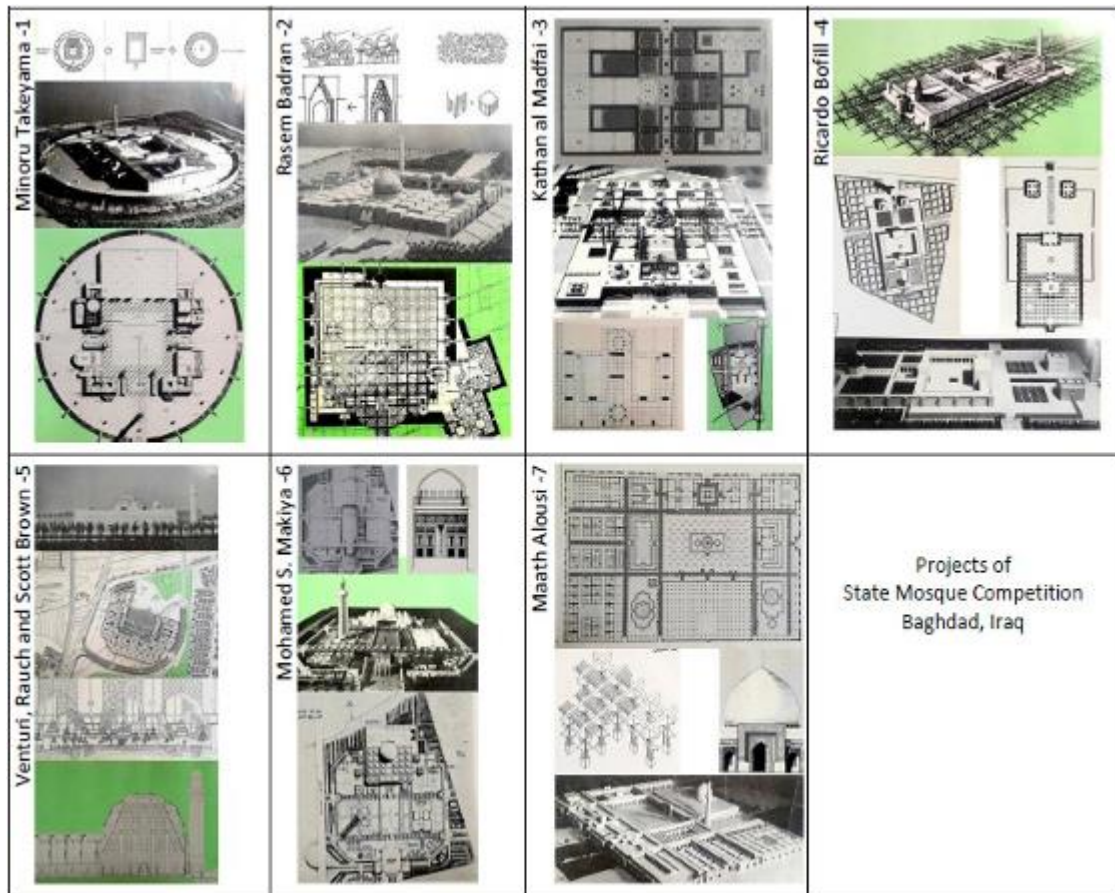 Minoru Takeyama -1
Rasem Badran -2
Kathan al Madfai -3
Ricardo Bofill -4
Venturi, Rauch and Scott Brown -5
Mohamed S. Makiya -6
Maath Alousi -7
Projects of
State Mosque Competition
Baghdad, Iraq